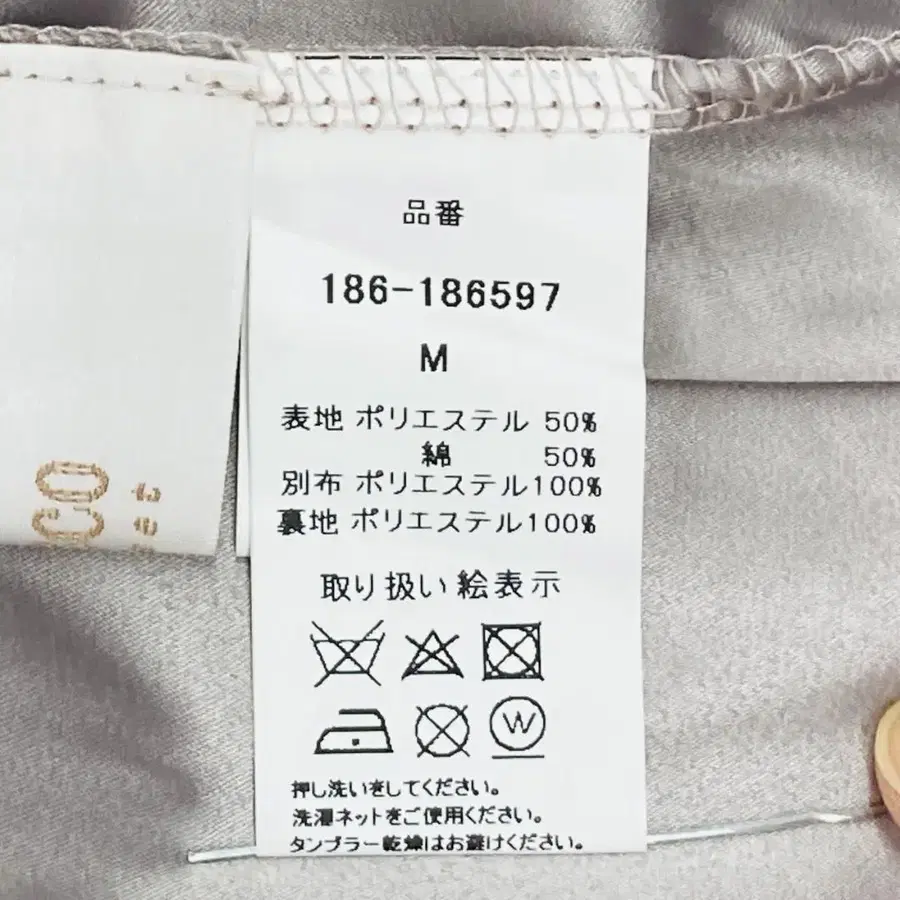 品番
186-186597
M
表地 ポリエステル 50%
綿 50%
別布 ポリエステル100%
裏地 ポリエステル100%
取り扱い絵表示
W
押し洗いをしてください。
洗濯ネットをご使用ください。
タンブラー乾燥はお避けください。
CO